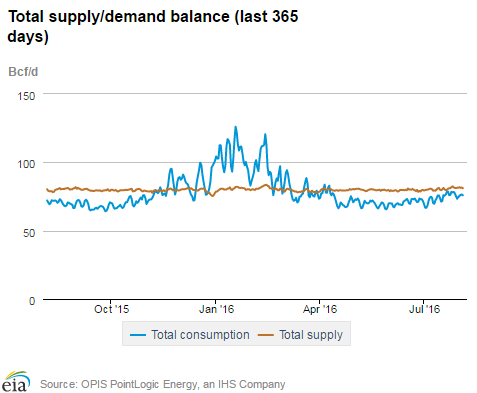 Total supply/demand balance (last 365
days)
Bcf/d
150
100
50
0
Oct '15 Jan '16 Apr '16 Jul '16
Total consumption Total supply
eia Source: OPIS PointLogic Energy, an IHS Company